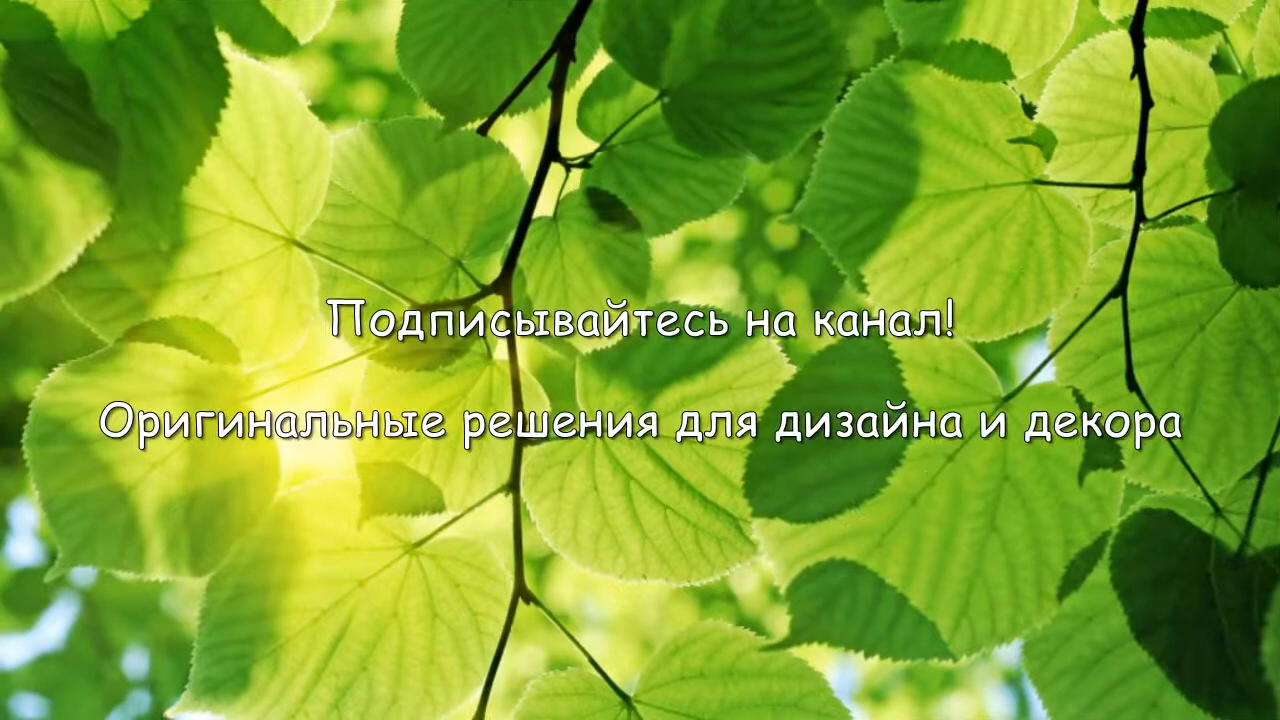 Подписывайтесь на канал!
Оригинальные решения для дизайна и декора